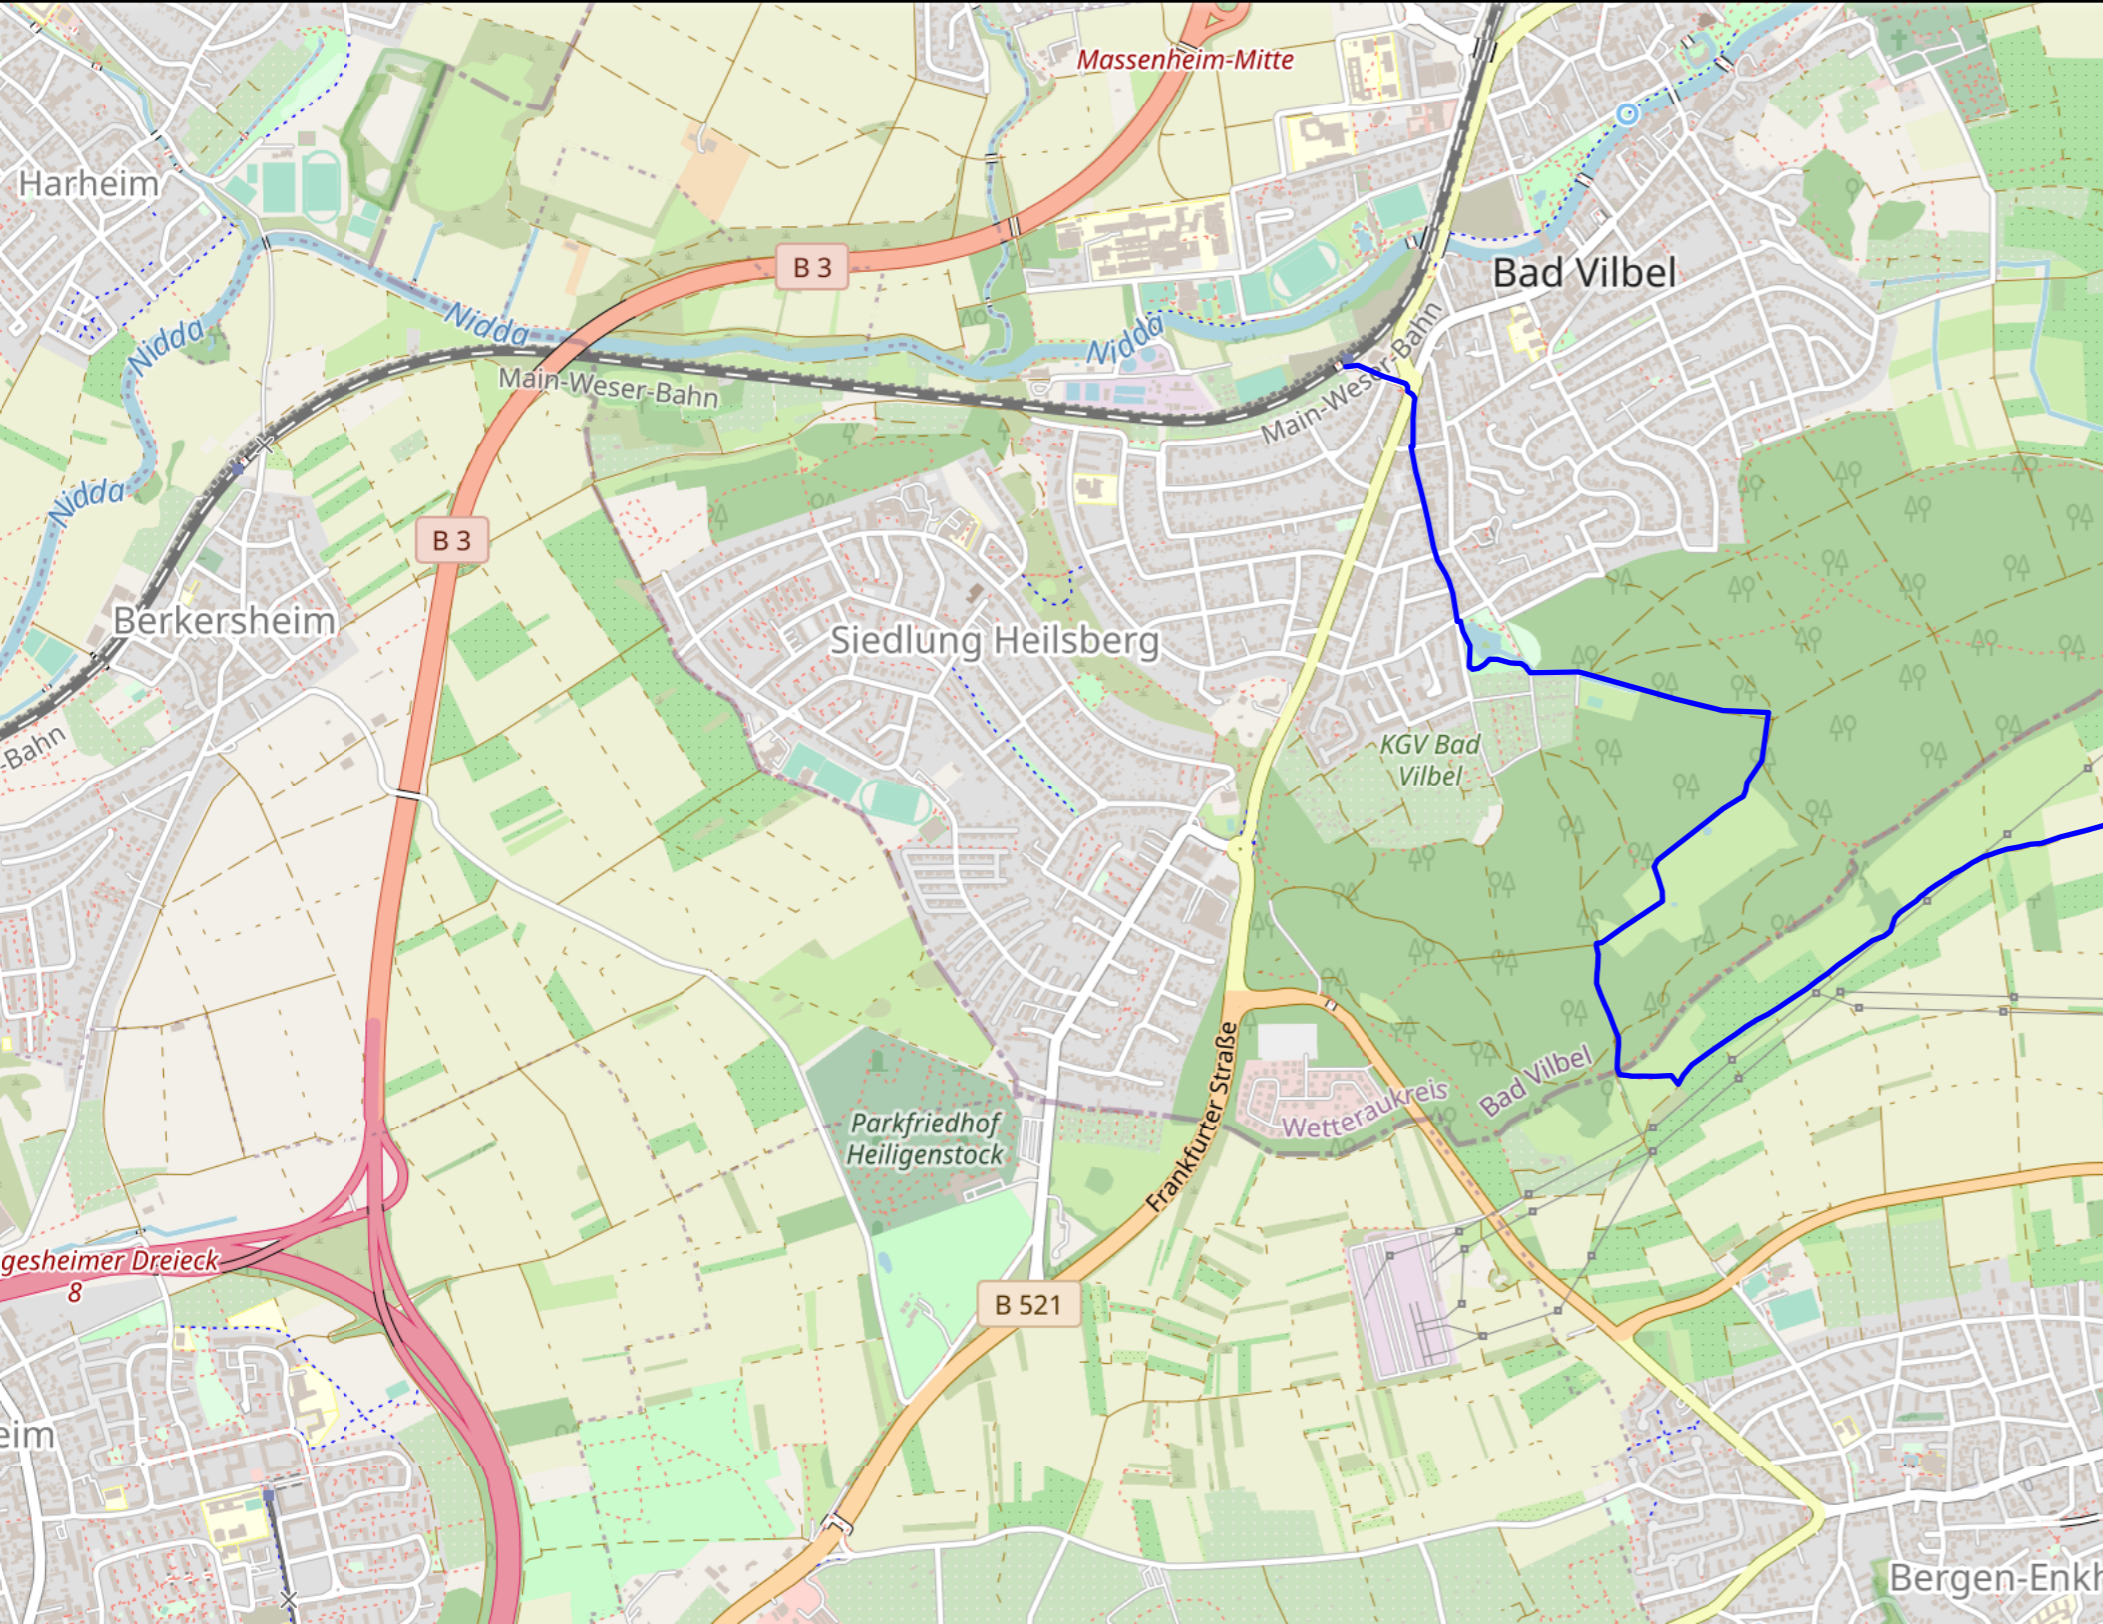 Massenheim-Mitte
Harheim
B 3
Bad Vilbel
Nidda
Nidda
Nidda
Main-Weser-Bahn
Main-Weser-Bahn
Nidda
B 3
Berkersheim
Siedlung Heilsberg
-Bahn
KGV Bad
Vilbel
Frankfurter Straße
Bad Vilbel
Wetteraukreis
Parkfriedhof
Heiligenstock
gesheimer Dreieck
8
B 521
eim
Bergen-Enkh